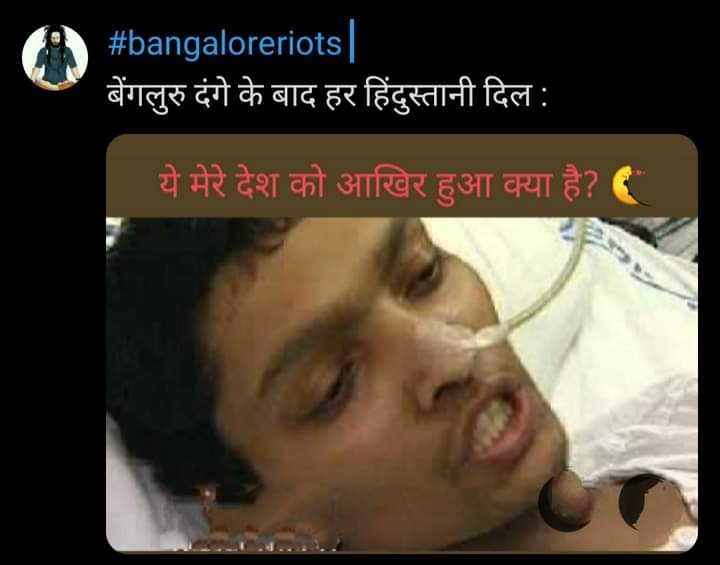 #bangaloreriots
बेंगलुरु दंगे के बाद हर हिंदुस्तानी दिल :
ये मेरे देश को आखिर हुआ क्या है?